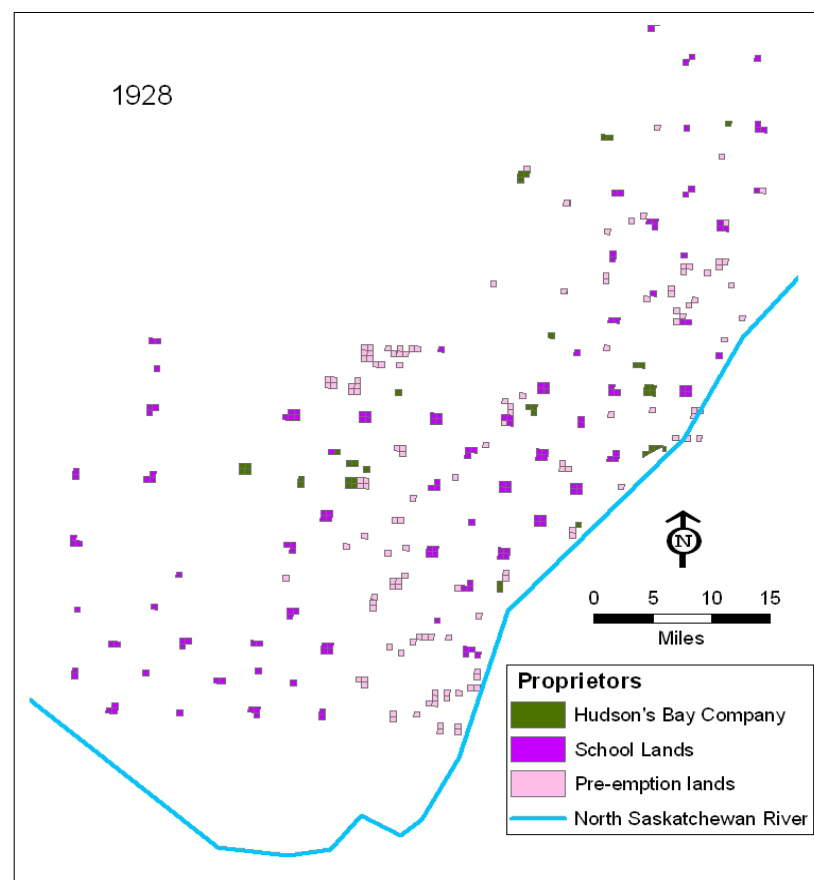 1928
N
0 5 10 15
Miles
Proprietors
Hudson's Bay Company
School Lands
Pre-emption lands
North Saskatchewan River